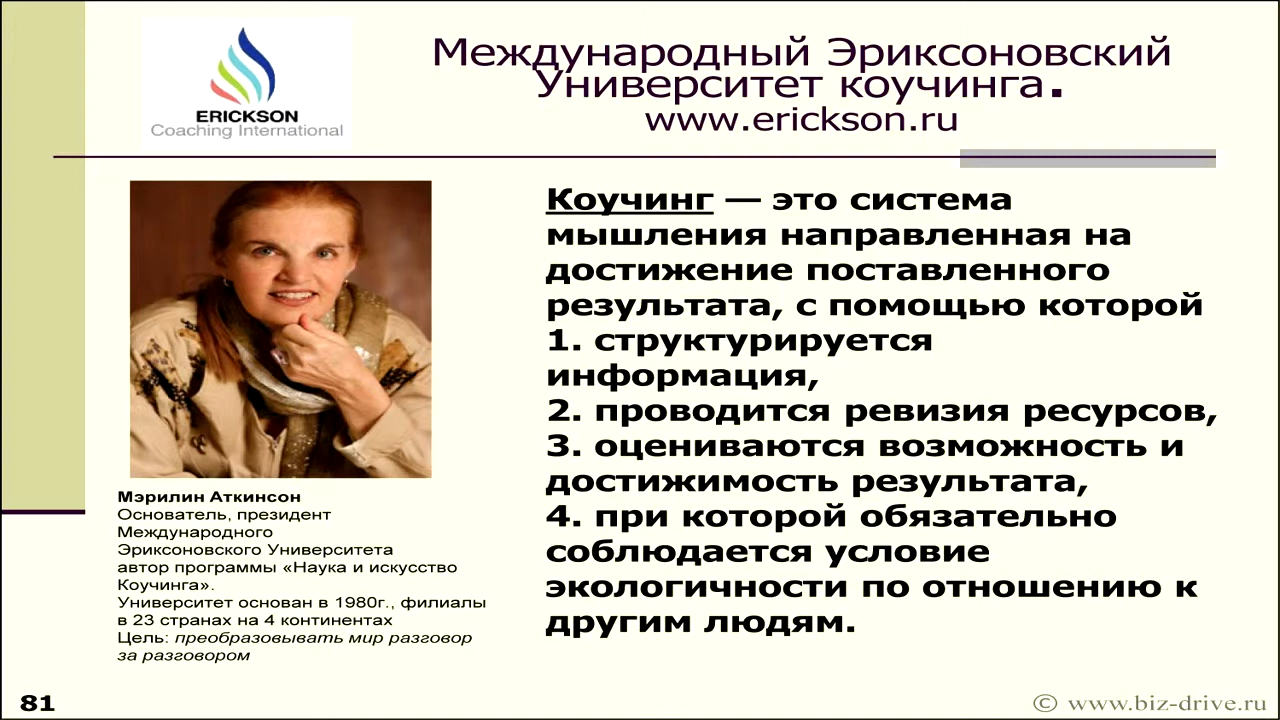 ERICKSON
Coaching International
Международный Эриксоновский
Университет коучинга.
www.erickson.ru
Мэрилин Аткинсон
Основатель, президент
Международного
Эриксоновского Университета
автор программы «Наука и искусство
Коучинга».
Университет основан в 1980г., филиалы
в 23 странах на 4 континентах
Цель: преобразовывать мир разговор
за разговором
Коучинг — это система
мышления направленная на
достижение поставленного
результата, с помощью которой
1. структурируется
информация,
2. проводится ревизия ресурсов,
3. оцениваются возможность и
достижимость результата,
4. при которой обязательно
соблюдается условие
экологичности по отношению к
другим людям.
81
© www.biz-drive.ru